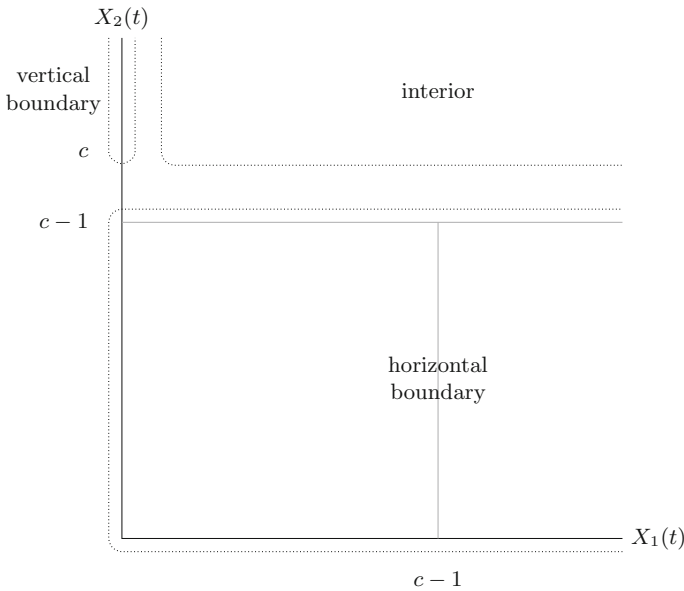 X₂(t)
vertical
boundary
interior
c
c − 1
horizontal
boundary
X₁(t)
c − 1